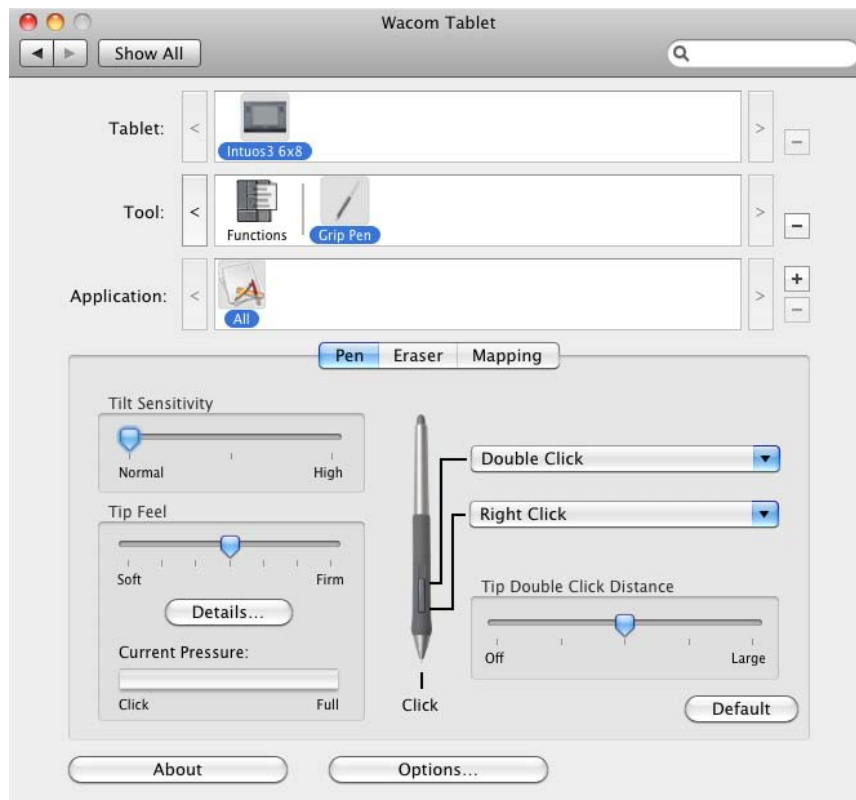 Wacom Tablet
Show All
Tablet:
<
Intuos3 6x8
>
−
Tool:
<
Functions
Grip Pen
>
−
Application:
<
All
>
+
−
Pen Eraser Mapping
Tilt Sensitivity
Normal High
Double Click
Right Click
Tip Feel
Soft Firm
Details...
Current Pressure:
Click Full
Click
Tip Double Click Distance
Off Large
Default
About
Options...